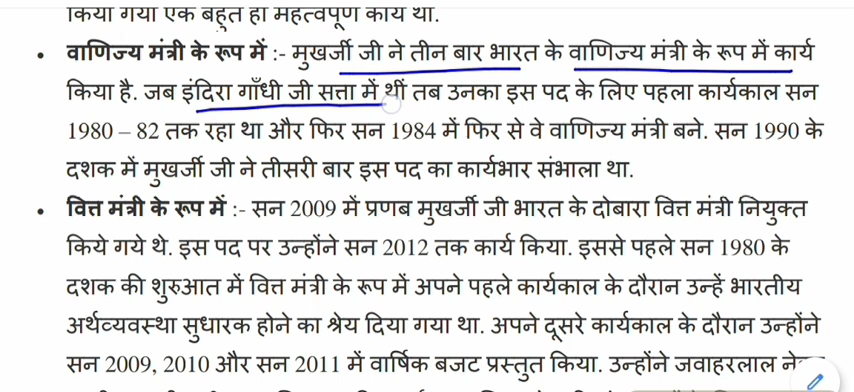 किया गया एक बहुत ही महत्वपूर्ण कार्य था.
• वाणिज्य मंत्री के रूप में :- मुखर्जी जी ने तीन बार भारत के वाणिज्य मंत्री के रूप में कार्य
किया है. जब इंदिरा गाँधी जी सत्ता में थीं तब उनका इस पद के लिए पहला कार्यकाल सन
1980 – 82 तक रहा था और फिर सन 1984 में फिर से वे वाणिज्य मंत्री बने. सन 1990 के
दशक में मुखर्जी जी ने तीसरी बार इस पद का कार्यभार संभाला था.
• वित्त मंत्री के रूप में :- सन 2009 में प्रणब मुखर्जी जी भारत के दोबारा वित्त मंत्री नियुक्त
किये गये थे. इस पद पर उन्होंने सन 2012 तक कार्य किया. इससे पहले सन 1980 के
दशक की शुरुआत में वित्त मंत्री के रूप में अपने पहले कार्यकाल के दौरान उन्हें भारतीय
अर्थव्यवस्था सुधारक होने का श्रेय दिया गया था. अपने दूसरे कार्यकाल के दौरान उन्होंने
सन 2009, 2010 और सन 2011 में वार्षिक बजट प्रस्तुत किया. उन्होंने जवाहरलाल